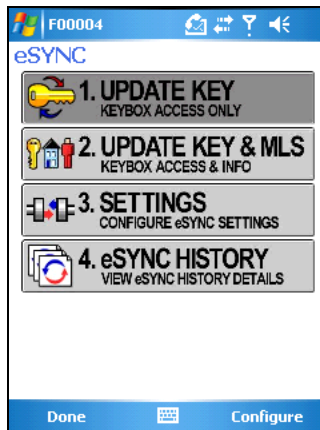 F00004
eSYNC
1. UPDATE KEY
KEYBOX ACCESS ONLY
2. UPDATE KEY & MLS
KEYBOX ACCESS & INFO
3. SETTINGS
CONFIGURE eSYNC SETTINGS
4. eSYNC HISTORY
VIEW eSYNC HISTORY DETAILS
Done Configure